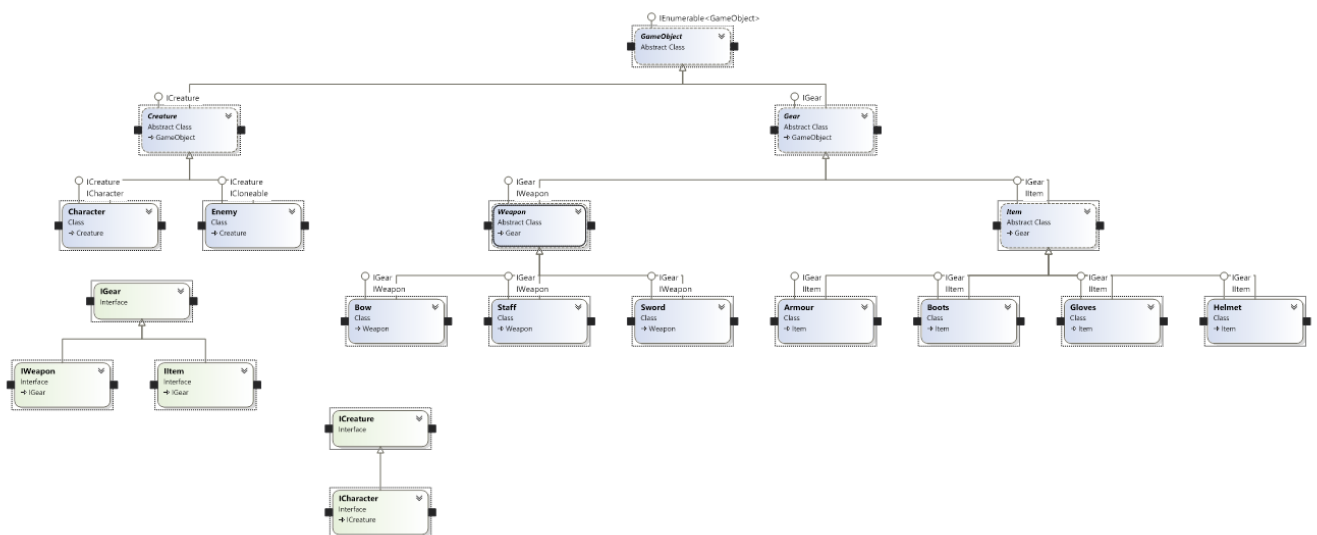 IEnumerable<GameObject>
GameObject
Abstract Class
ICreature
Creature
Abstract Class
GameObject
IGear
Gear
Abstract Class
GameObject
ICreature
ICharacter
Character
Class
Creature
ICreature
ICloneable
Enemy
Class
Creature
IGear
IWeapon
Weapon
Abstract Class
Gear
IGear
IItem
Item
Abstract Class
Gear
IGear
IWeapon
Bow
Class
Weapon
IGear
IWeapon
Staff
Class
Weapon
IGear
IWeapon
Sword
Class
Weapon
IGear
IItem
Armour
Class
Item
IGear
IItem
Boots
Class
Item
IGear
IItem
Gloves
Class
Item
IGear
IItem
Helmet
Class
Item
IGear
Interface
IWeapon
Interface
IGear
IItem
Interface
IGear
ICreature
Interface
ICharacter
Interface
ICreature